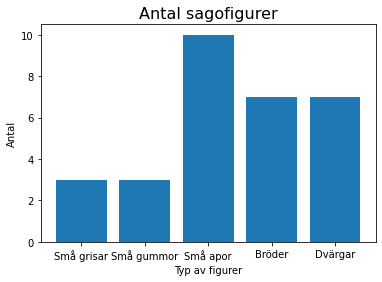 Antal sagofigurer
Antal
10
8
6
4
2
0
Små grisar Små gummor Små apor Bröder Dvärgar
Typ av figurer